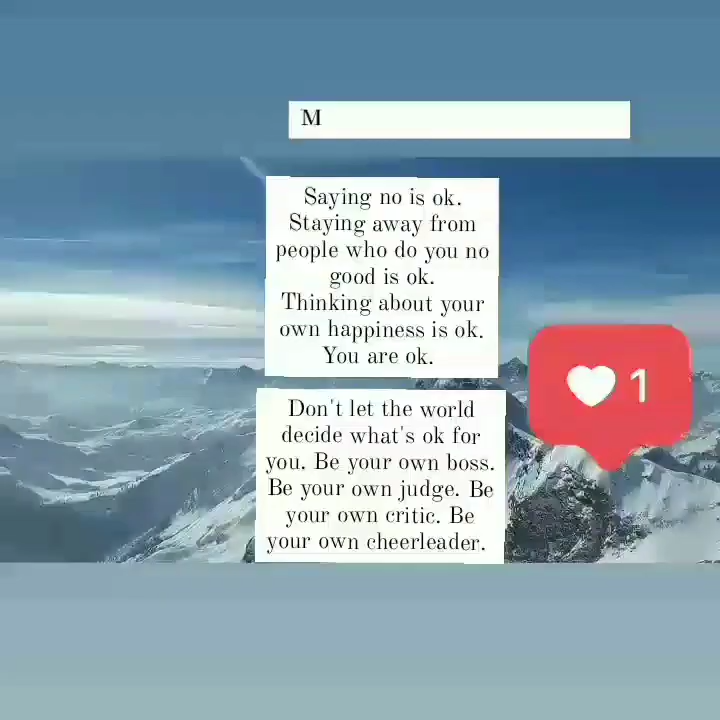 M
Saying no is ok.
Staying away from
people who do you no
good is ok.
Thinking about your
own happiness is ok.
You are ok.
1
Don't let the world
decide what's ok for
you. Be your own boss.
Be your own judge. Be
your own critic. Be
your own cheerleader.